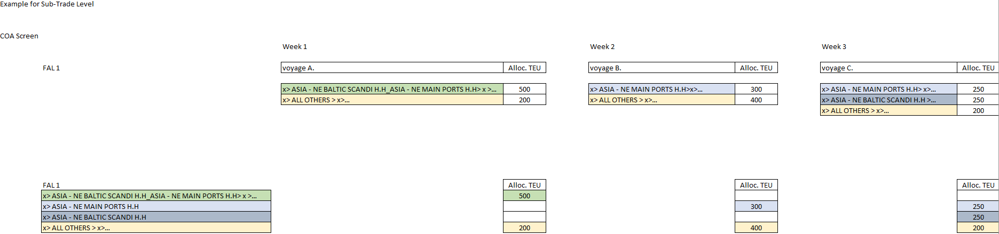 Example for Sub-Trade Level
COA Screen
Week 1 Week 2 Week 3
FAL 1 voyage A. Alloc. TEU voyage B. Alloc. TEU voyage C. Alloc. TEU
x> ASIA - NE BALTIC SCANDI H.H_ASIA - NE MAIN PORTS H.H> x >... 500 x> ASIA - NE MAIN PORTS H.H>x>... 300 x> ASIA - NE MAIN PORTS H.H> x>... 250
x> ALL OTHERS > x>... 200 x> ALL OTHERS > x>... 400 x> ASIA - NE BALTIC SCANDI H.H >... 250
x> ALL OTHERS > x>... 200
FAL 1 Alloc. TEU Alloc. TEU Alloc. TEU
x> ASIA - NE BALTIC SCANDI H.H_ASIA - NE MAIN PORTS H.H> x >... 500
x> ASIA - NE MAIN PORTS H.H 300 250
x> ASIA - NE BALTIC SCANDI H.H 250
x> ALL OTHERS > x>... 200 400 200